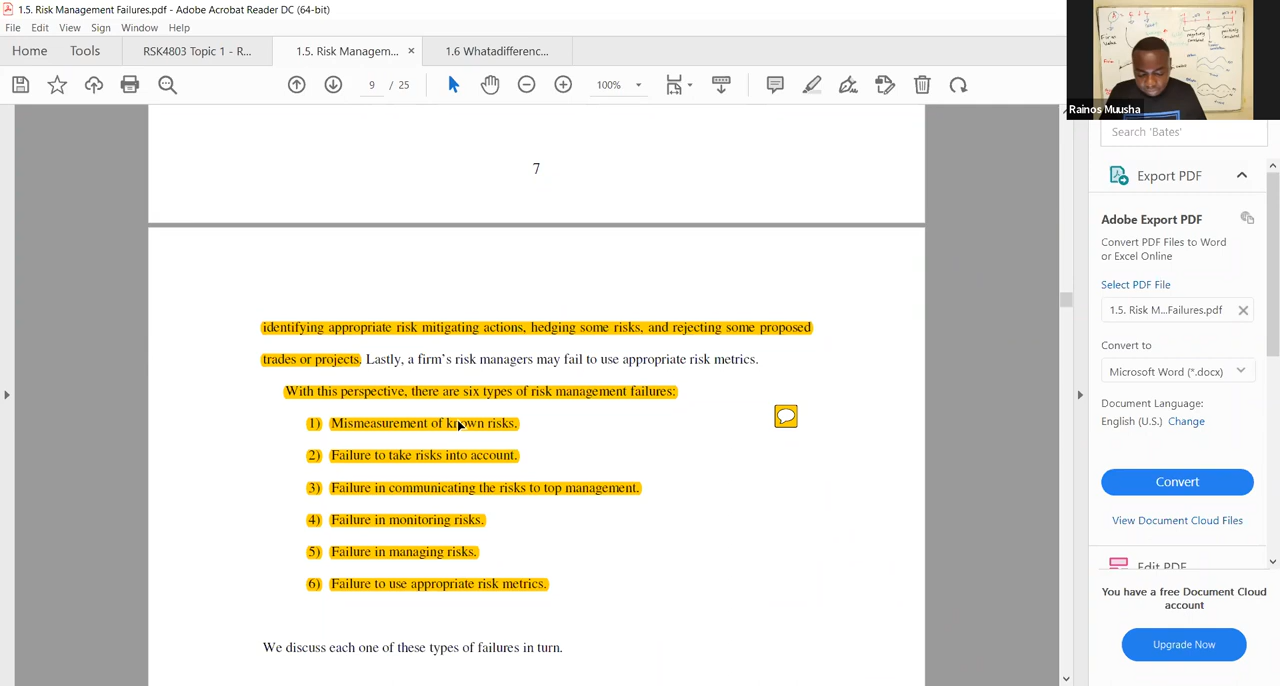 1.5. Risk Management Failures.pdf - Adobe Acrobat Reader DC (64-bit)
File Edit View Sign Window Help
Home Tools RSK4803 Topic 1 - R... 1.5. Risk Managem... × 1.6 Whatadifferenc...
9 / 25 100%
Rainos Muusha
Search 'Bates'
Export PDF
Adobe Export PDF
Convert PDF Files to Word
or Excel Online
Select PDF File
1.5. Risk M...Failures.pdf
Convert to
Microsoft Word (*.docx)
Document Language:
English (U.S.) Change
Convert
View Document Cloud Files
Edit PDF
You have a free Document Cloud
account
Upgrade Now
7
identifying appropriate risk mitigating actions, hedging some risks, and rejecting some proposed
trades or projects. Lastly, a firm's risk managers may fail to use appropriate risk metrics.
With this perspective, there are six types of risk management failures:
1) Mismeasurement of known risks.
2) Failure to take risks into account.
3) Failure in communicating the risks to top management.
4) Failure in monitoring risks.
5) Failure in managing risks.
6) Failure to use appropriate risk metrics.
We discuss each one of these types of failures in turn.